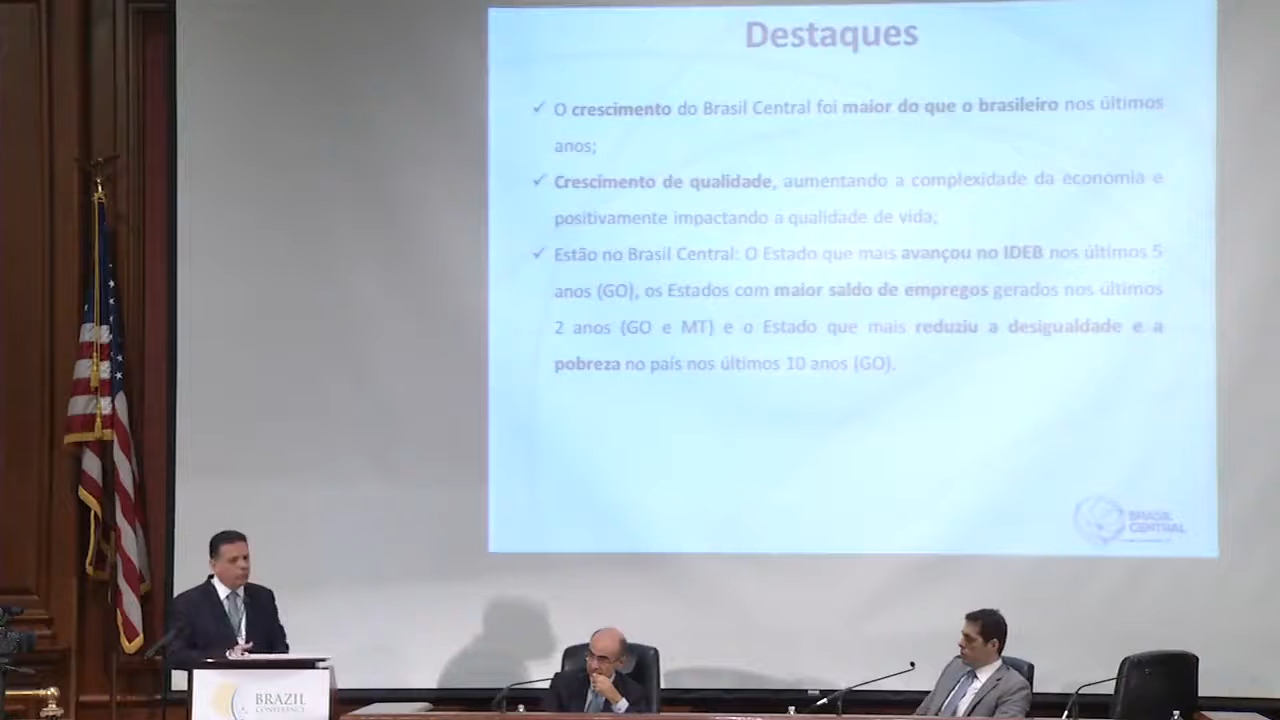 Destaques
✓ O crescimento do Brasil Central foi maior do que o brasileiro nos últimos
anos;
✓ Crescimento de qualidade, aumentando a complexidade da economia e
positivamente impactando a qualidade de vida;
✓ Estão no Brasil Central: O Estado que mais avançou no IDEB nos últimos 5
anos (GO), os Estados com maior saldo de empregos gerados nos últimos
2 anos (GO e MT) e o Estado que mais reduziu a desigualdade e a
pobreza no país nos últimos 10 anos (GO).
BRASIL
CENTRAL
BRAZIL
CONFERENCE